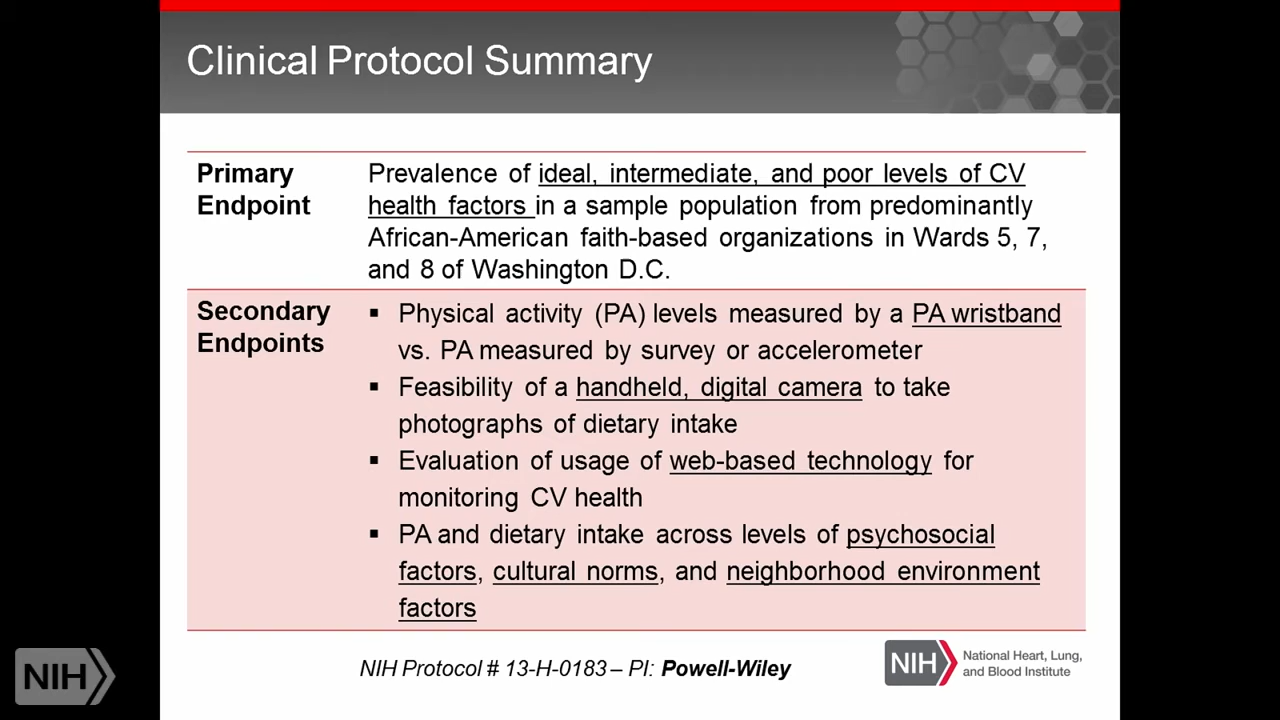 Clinical Protocol Summary
Primary
Endpoint
Prevalence of ideal, intermediate, and poor levels of CV
health factors in a sample population from predominantly
African-American faith-based organizations in Wards 5, 7,
and 8 of Washington D.C.
Secondary
Endpoints
▪ Physical activity (PA) levels measured by a PA wristband
vs. PA measured by survey or accelerometer
▪ Feasibility of a handheld, digital camera to take
photographs of dietary intake
▪ Evaluation of usage of web-based technology for
monitoring CV health
▪ PA and dietary intake across levels of psychosocial
factors, cultural norms, and neighborhood environment
factors
NIH Protocol # 13-H-0183 – PI: Powell-Wiley
NIH
National Heart, Lung,
and Blood Institute
NIH